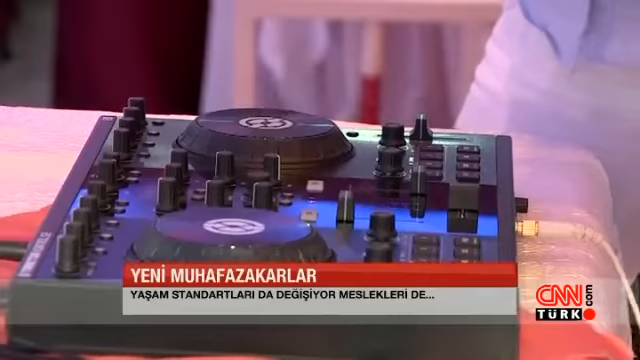 YENİ MUHAFAZAKARLAR
YAŞAM STANDARTLARI DA DEĞİŞİYOR MESLEKLERİ DE...
CNN.com
TÜRK